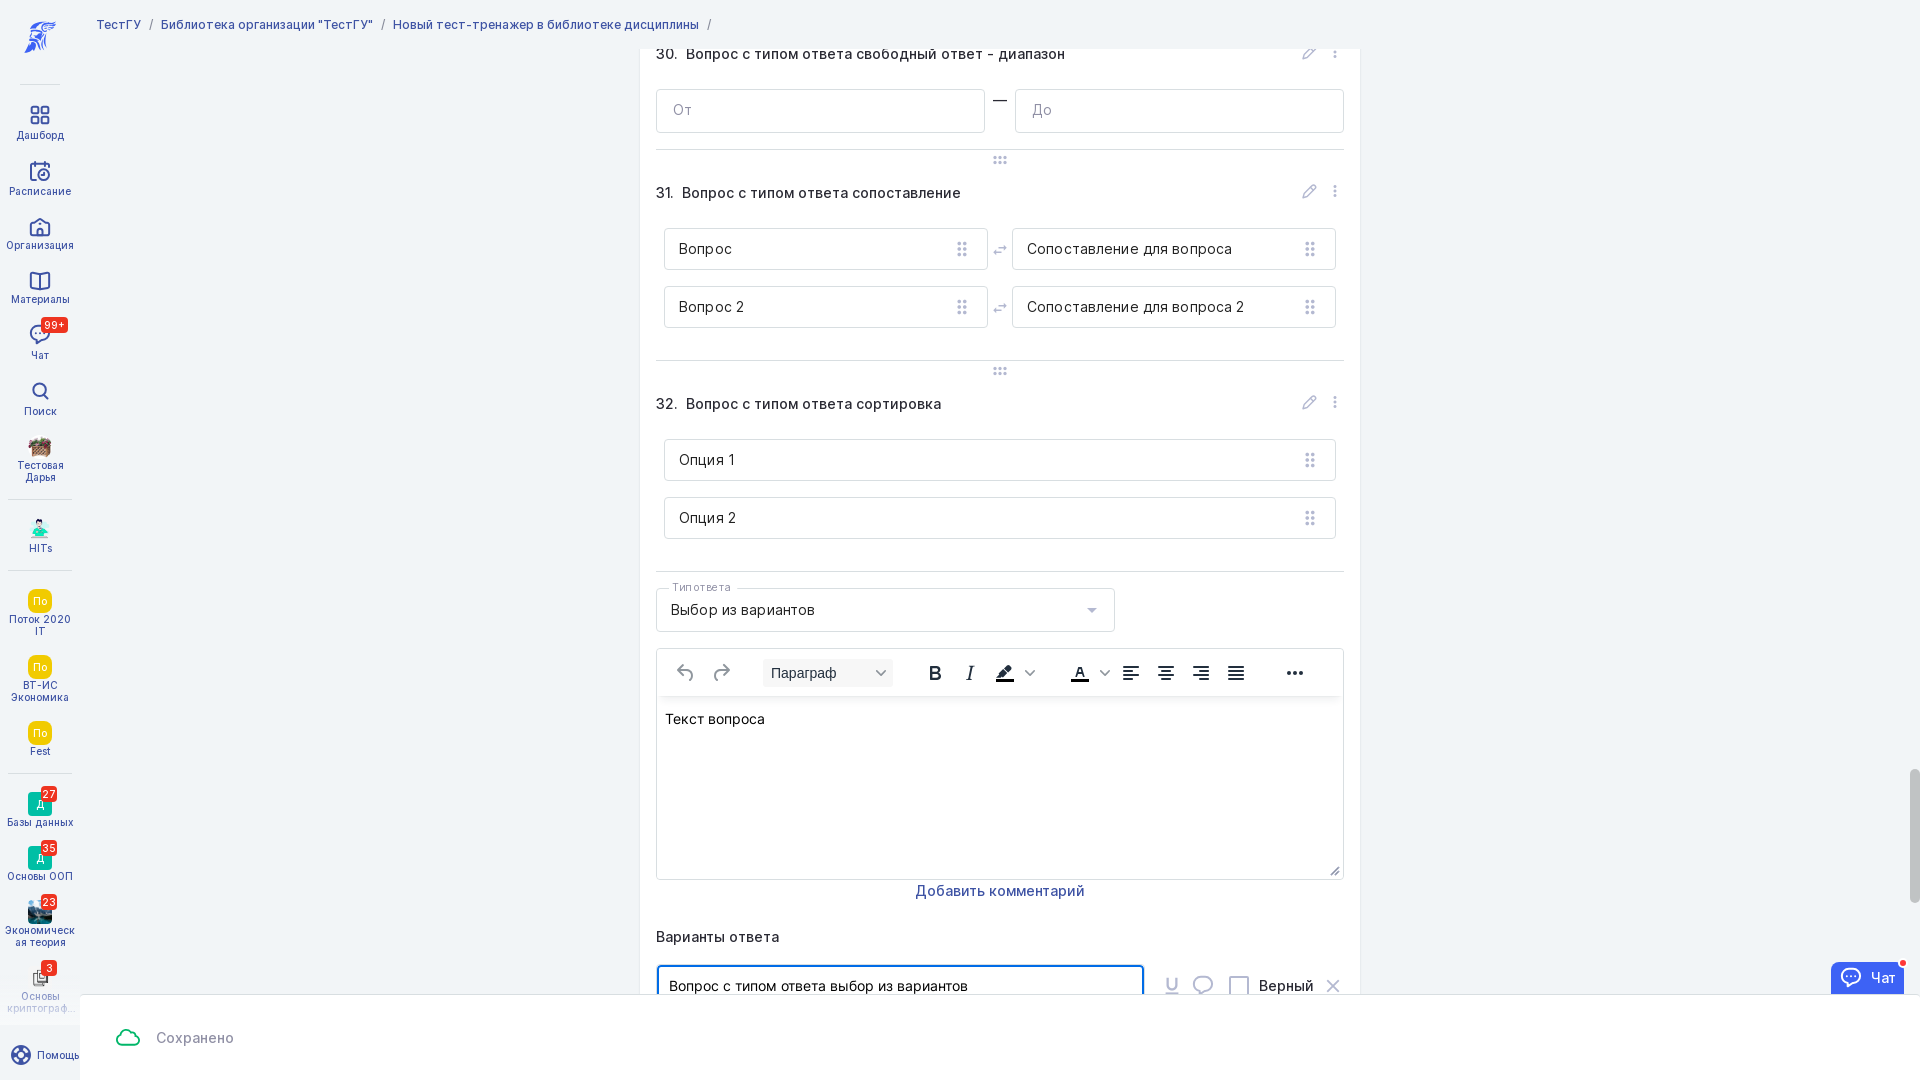 ТестГУ / Библиотека организации "ТестГУ" / Новый тест-тренажер в библиотеке дисциплины /
Дашборд
Расписание
Организация
Материалы
99+
Чат
Поиск
Тестовая
Дарья
HITs
По
Поток 2020
IT
По
ВТ-ИС
Экономика
По
Fest
27
Д
Базы данных
35
Д
Основы ООП
23
Экономическ
ая теория
3
Основы
криптограф...
Помощь
30. Вопрос с типом ответа свободный ответ - диапазон
От — До
31. Вопрос с типом ответа сопоставление
Вопрос Сопоставление для вопроса
Вопрос 2 Сопоставление для вопроса 2
32. Вопрос с типом ответа сортировка
Опция 1
Опция 2
Тип ответа
Выбор из вариантов
Параграф B I A
Текст вопроса
Добавить комментарий
Варианты ответа
Вопрос с типом ответа выбор из вариантов Верный
Чат
Сохранено